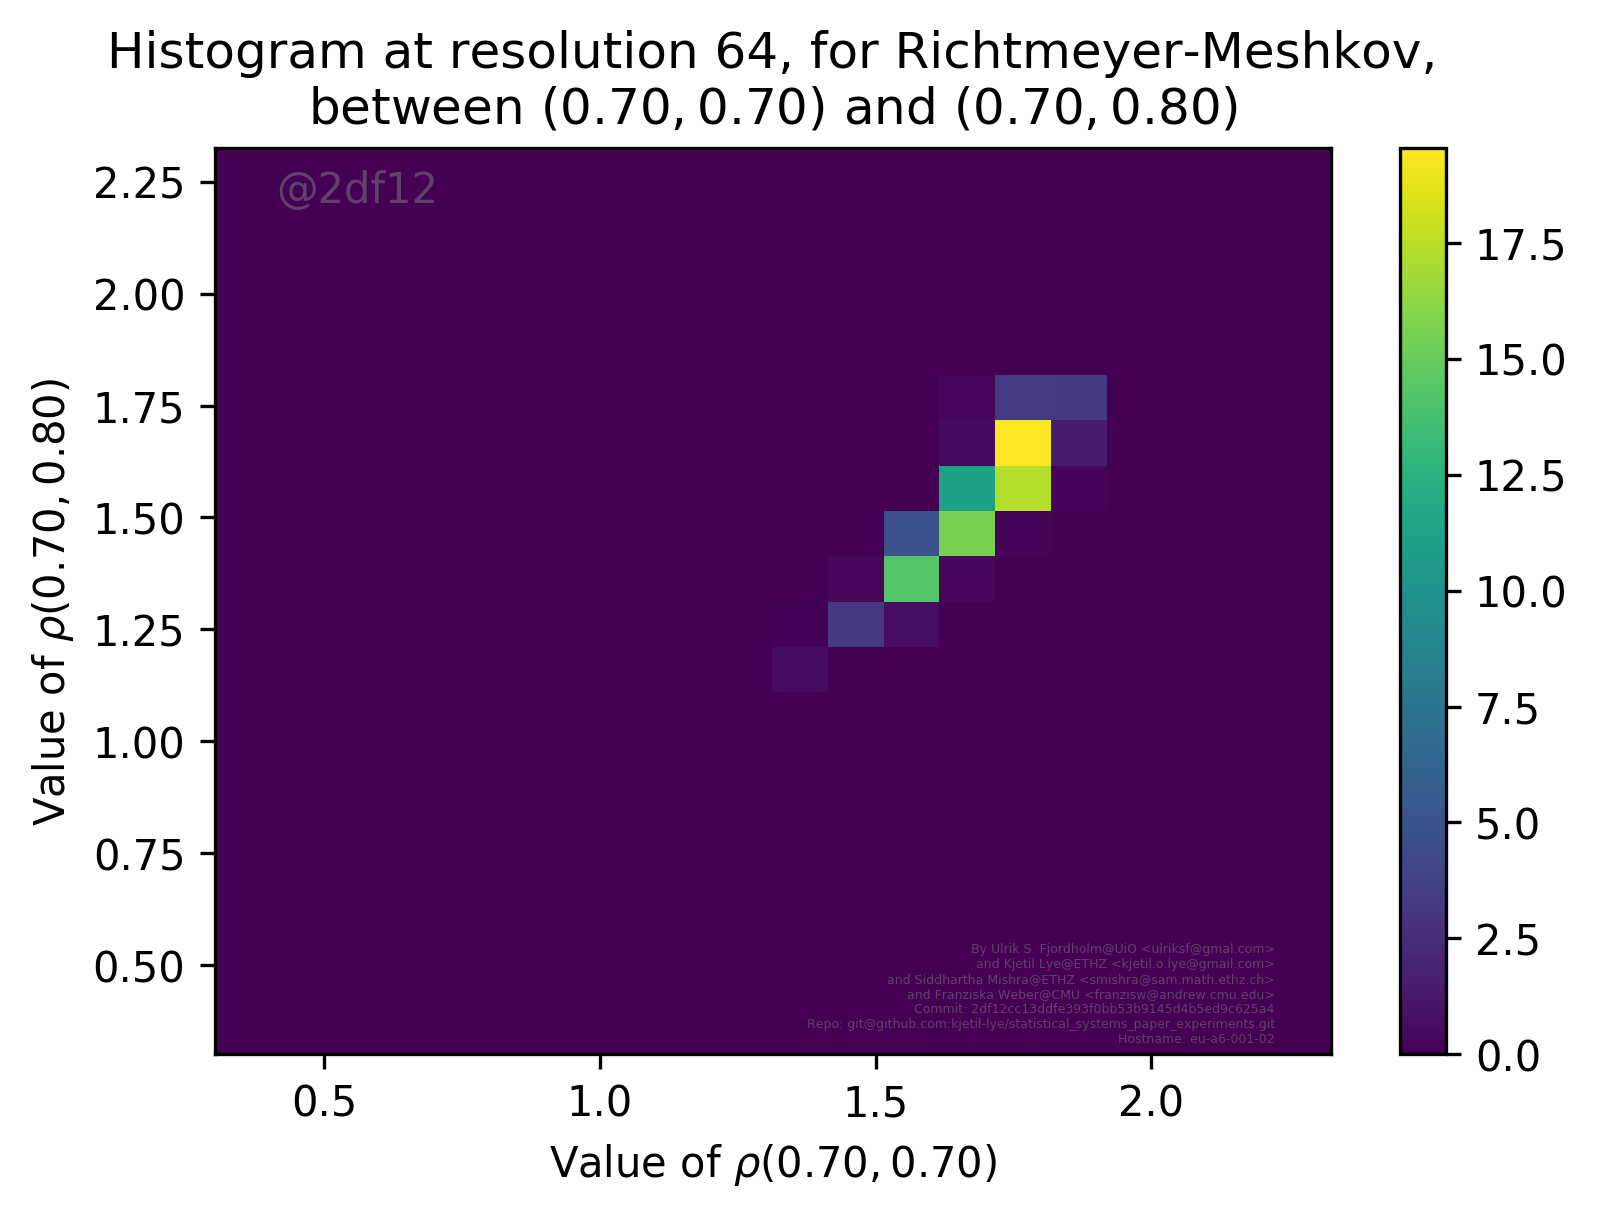 Histogram at resolution 64, for Richtmeyer-Meshkov,
between (0.70, 0.70) and (0.70, 0.80)
@2df12
2.25
2.00
1.75
1.50
1.25
1.00
0.75
0.50
Value of ρ(0.70, 0.80)
0.5
1.0
1.5
2.0
Value of ρ(0.70, 0.70)
17.5
15.0
12.5
10.0
7.5
5.0
2.5
0.0
By Ulrik S. Fjordholm@UiO <ulriksf@gmal.com>
and Kjetil Lye@ETHZ <kjetil.o.lye@gmail.com>
and Siddhartha Mishra@ETHZ <smishra@sam.math.ethz.ch>
and Franziska Weber@CMU <franzisw@andrew.cmu.edu>
Commit: 2df12cc13ddfe393f0bb53b9145d4b5ed9c625a4
Repo: git@github.com:kjetil-lye/statistical_systems_paper_experiments.git
Hostname: eu-a6-001-02